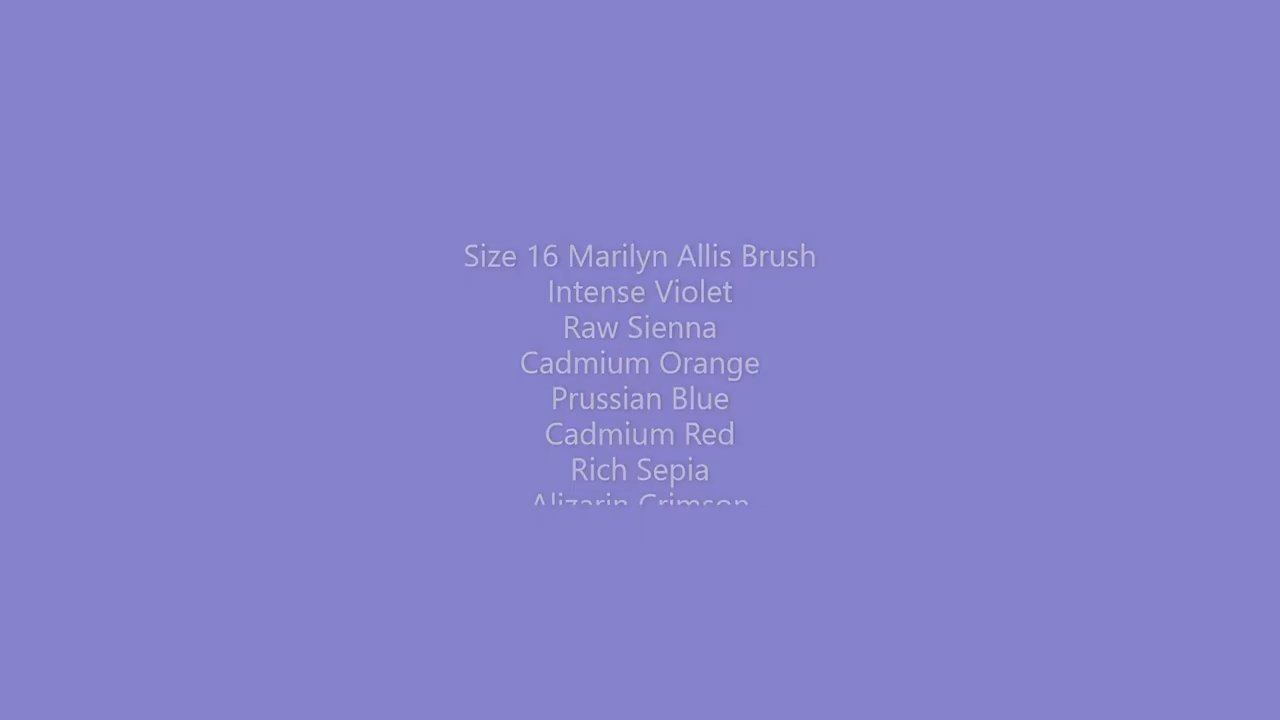 Size 16 Marilyn Allis Brush
Intense Violet
Raw Sienna
Cadmium Orange
Prussian Blue
Cadmium Red
Rich Sepia
Alizarin Crimson